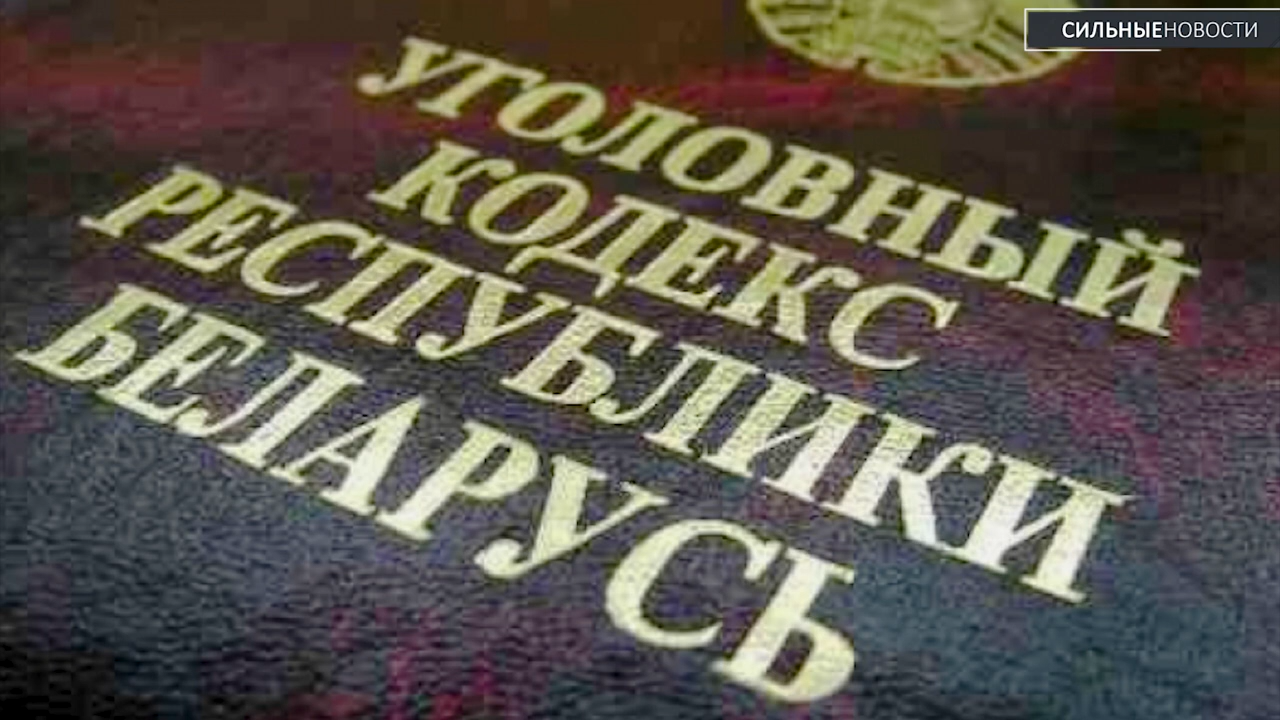 СИЛЬНЫЕНОВОСТИ
УГОЛОВНЫЙ
КОДЕКС
РЕСПУБЛИКИ
БЕЛАРУСЬ